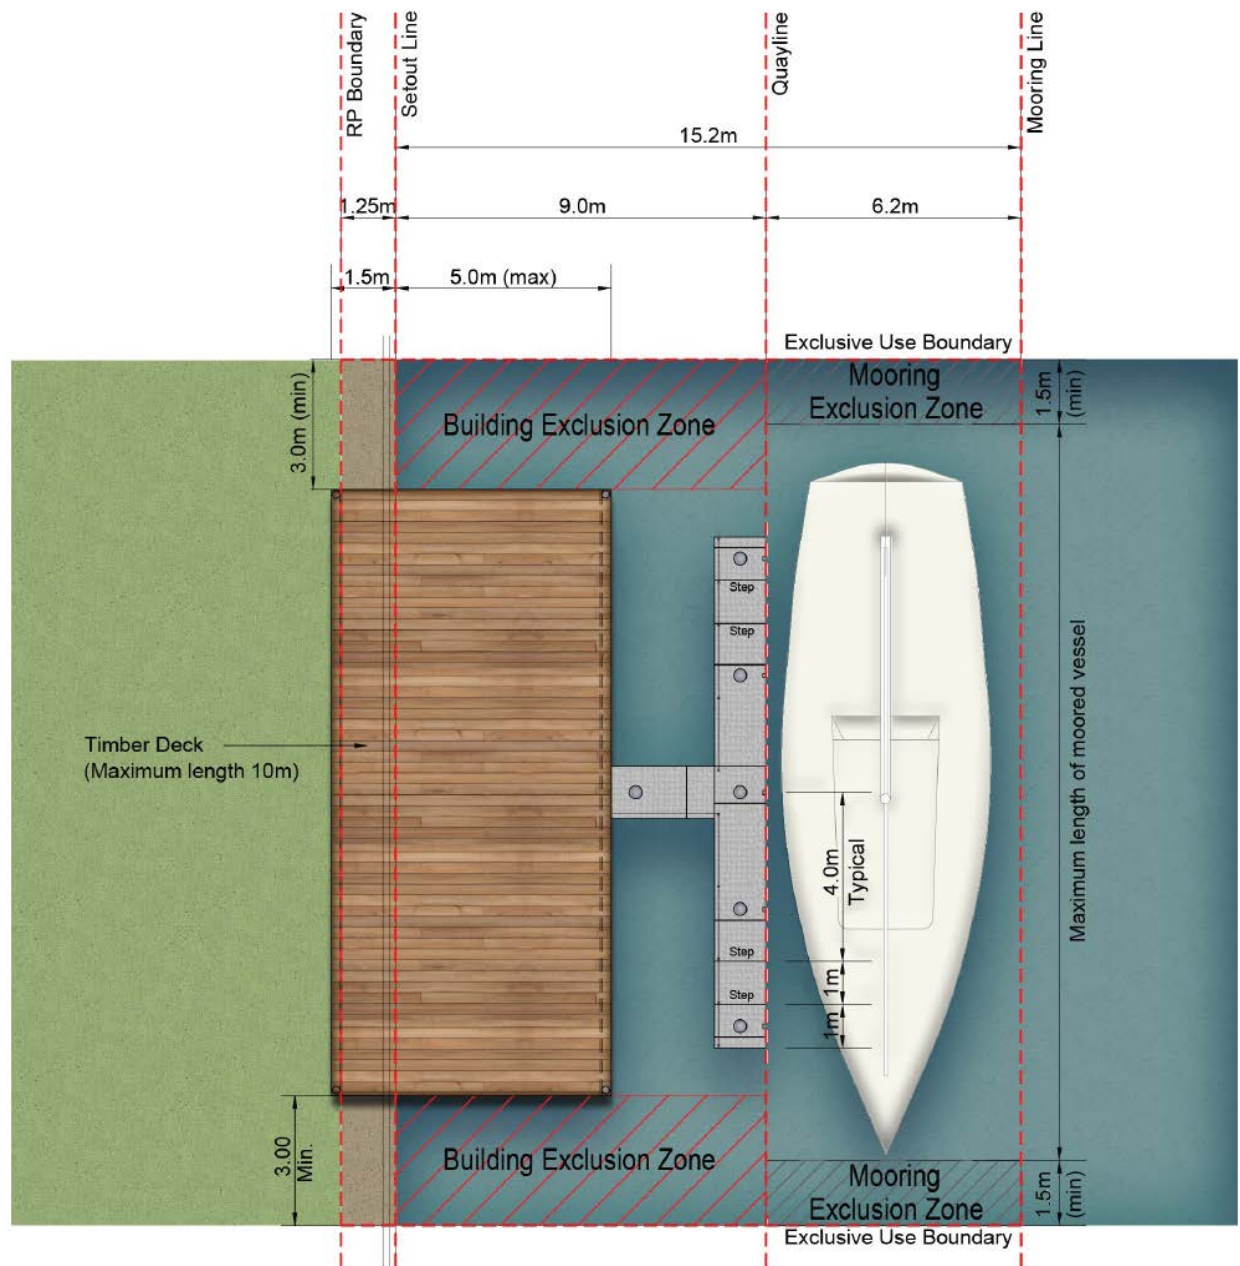 RP Boundary
Setout Line
Quayline
Mooring Line
15.2m
1.25m
9.0m
6.2m
1.5m
5.0m (max)
Exclusive Use Boundary
3.0m (min)
Building Exclusion Zone
Mooring
Exclusion Zone
1.5m
(min)
Step
Step
Timber Deck
(Maximum length 10m)
4.0m
Typical
Maximum length of moored vessel
Step
1m
Step
1m
3.00
Min.
Building Exclusion Zone
Mooring
Exclusion Zone
1.5m
(min)
Exclusive Use Boundary